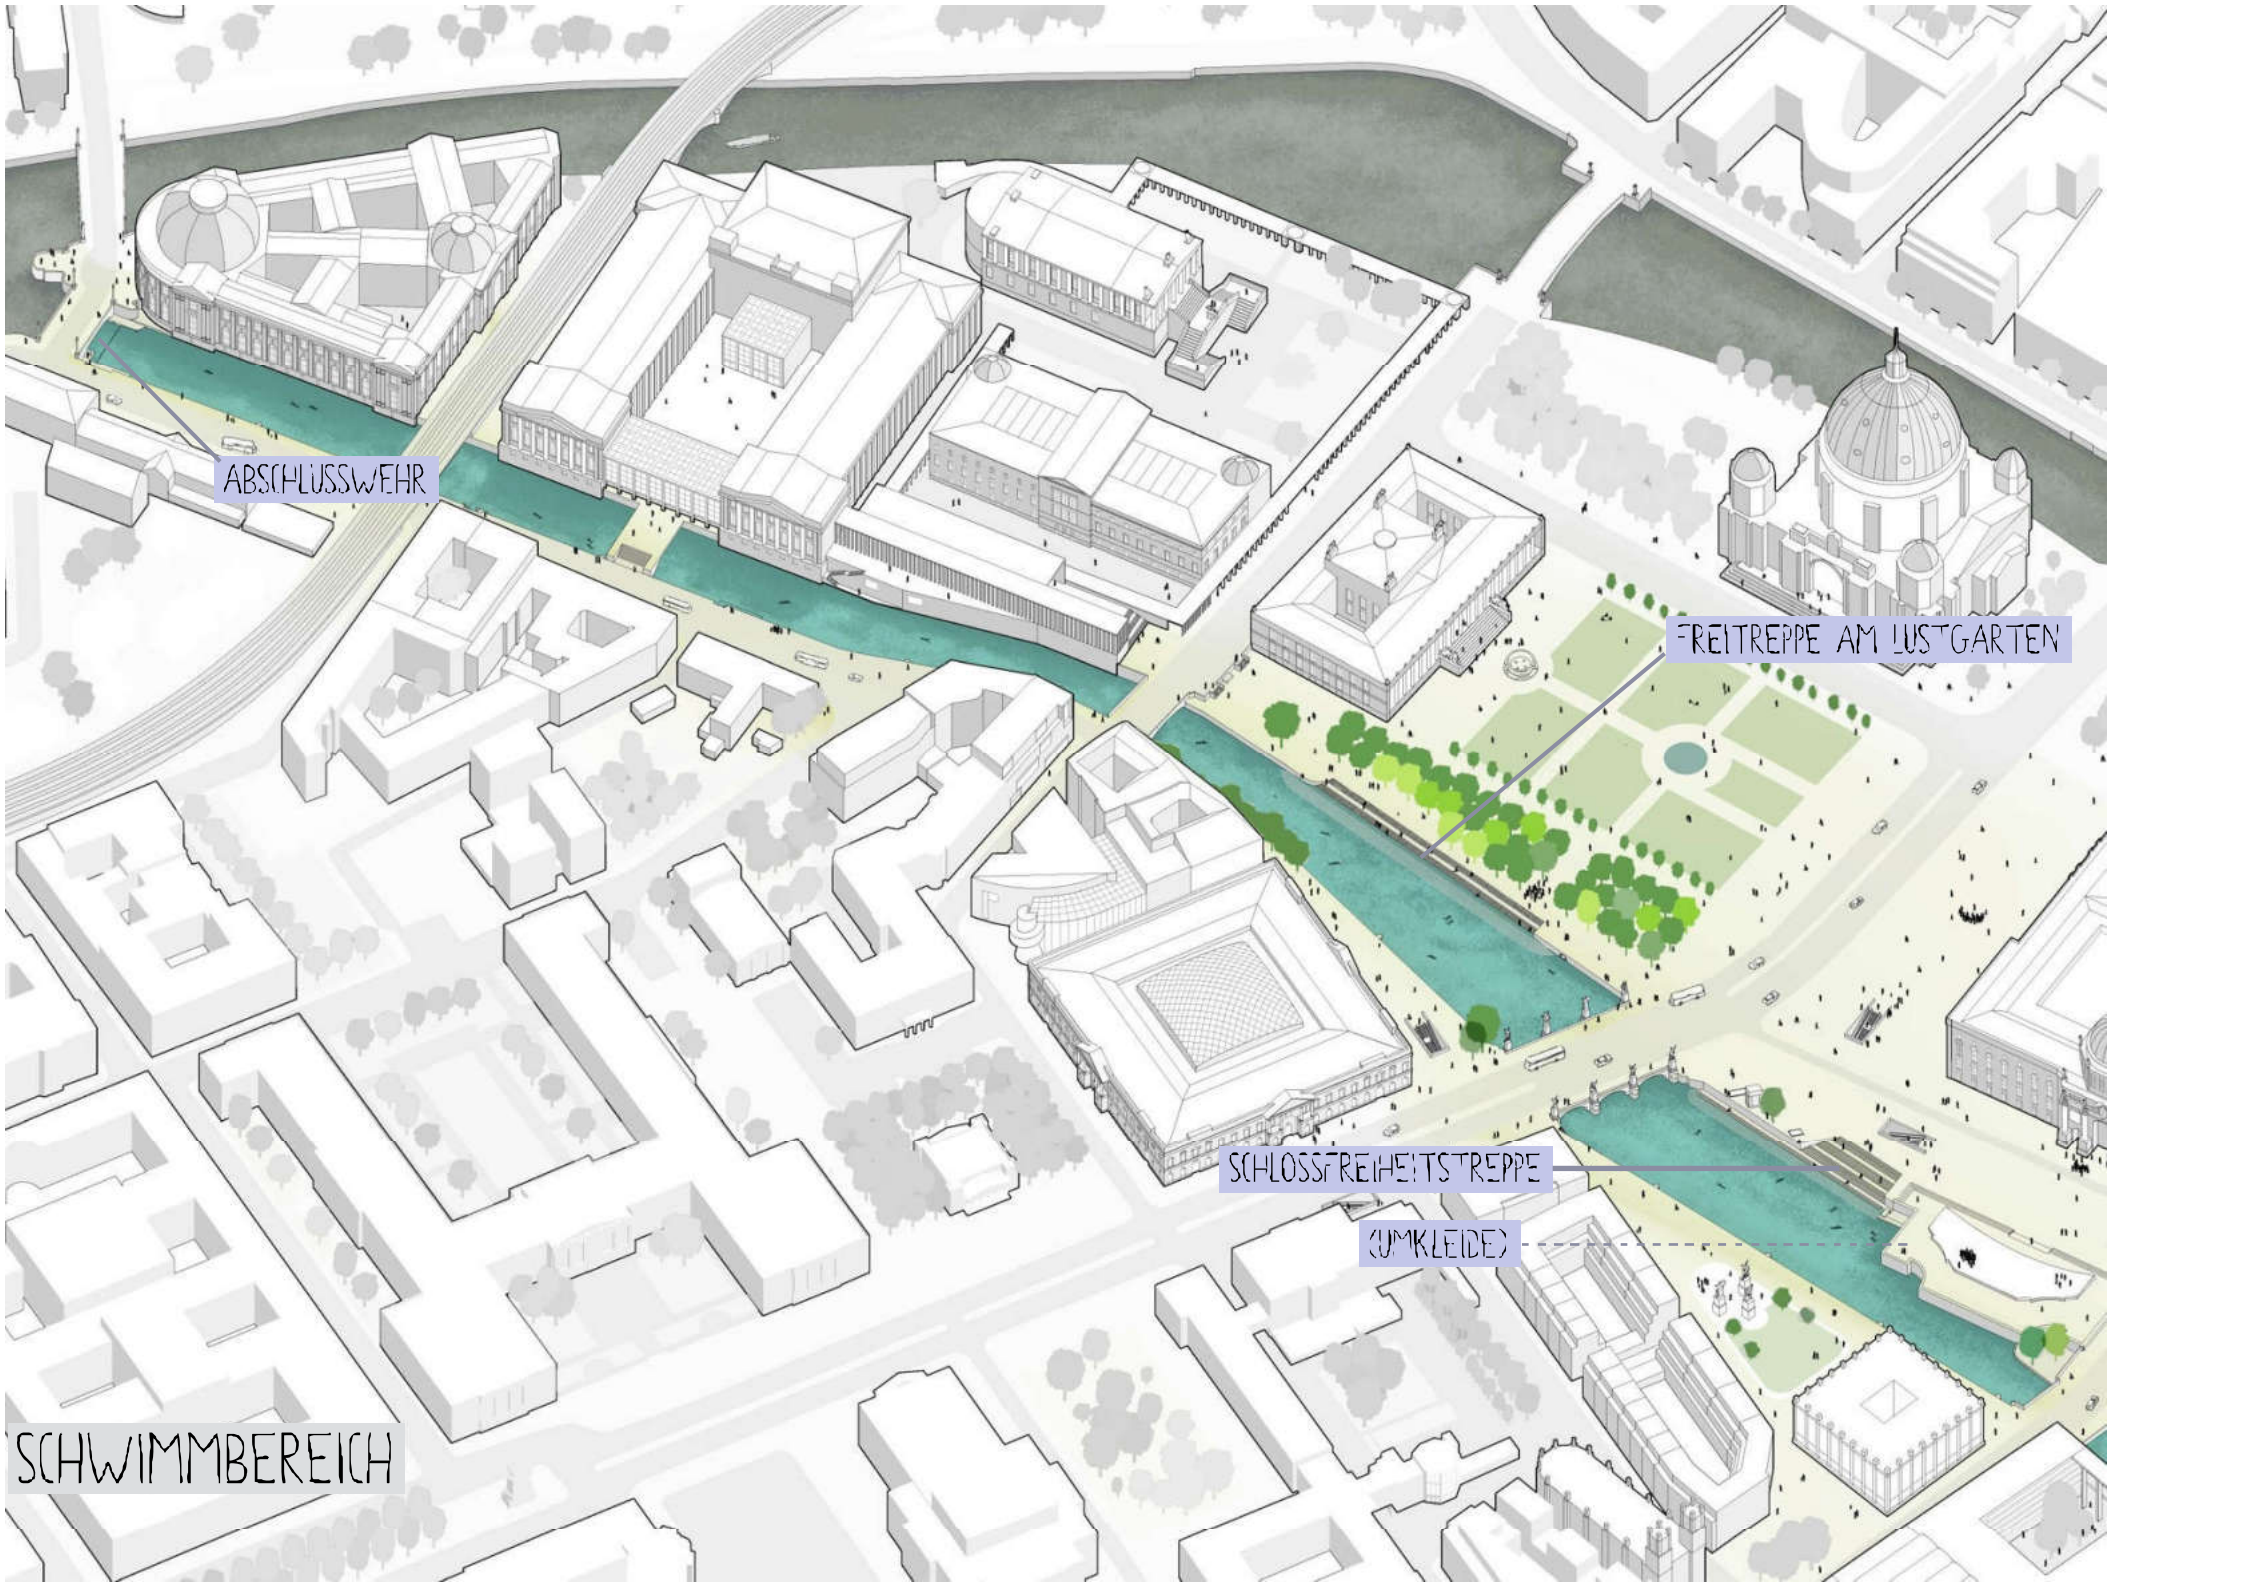 ABSCHLUSSWEHR
FREITREPPE AM LUSTGARTEN
SCHLOSSFREIHEITSTREPPE
(UMKLEIDE)
SCHWIMMBEREICH